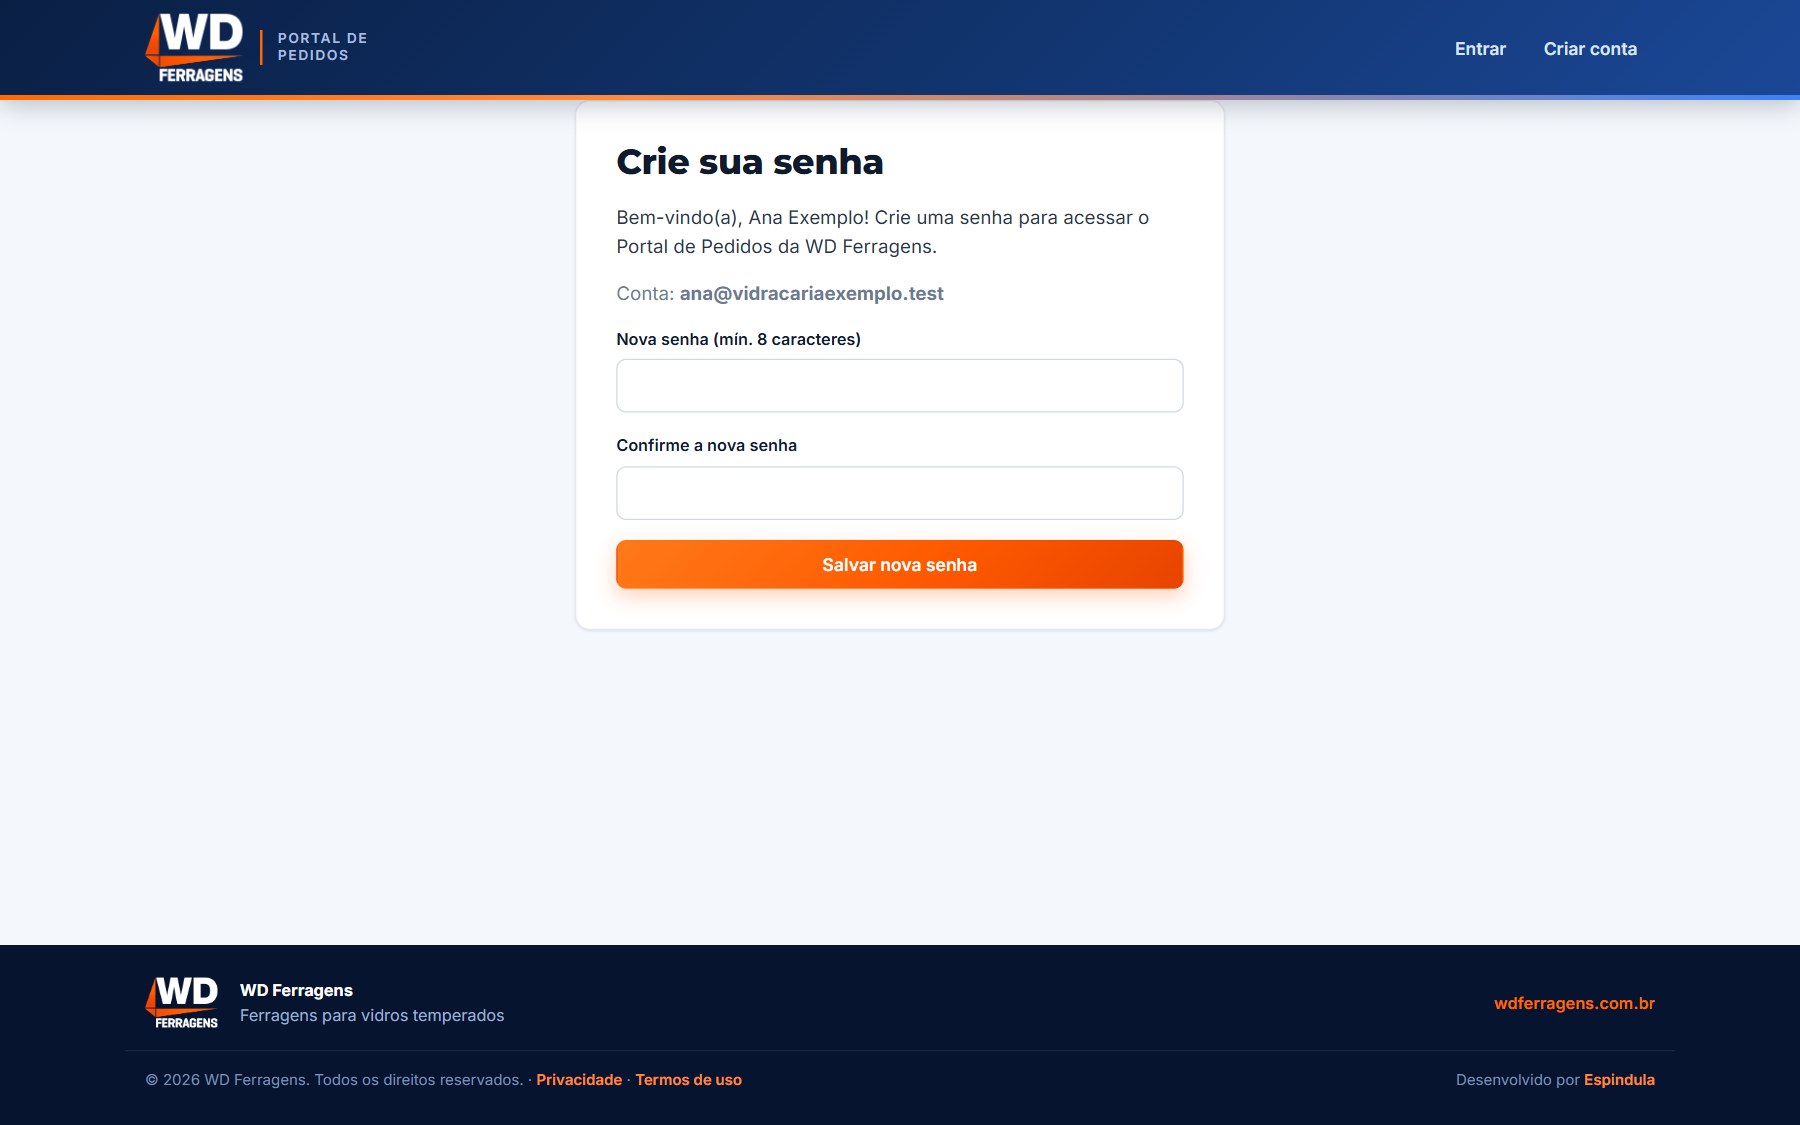 WD
FERRAGENS
PORTAL DE
PEDIDOS
Entrar
Criar conta
Crie sua senha
Bem-vindo(a), Ana Exemplo! Crie uma senha para acessar o
Portal de Pedidos da WD Ferragens.
Conta: ana@vidracariaexemplo.test
Nova senha (mín. 8 caracteres)
Confirme a nova senha
Salvar nova senha
WD
FERRAGENS
WD Ferragens
Ferragens para vidros temperados
wdferragens.com.br
© 2026 WD Ferragens. Todos os direitos reservados. · Privacidade · Termos de uso
Desenvolvido por Espindula